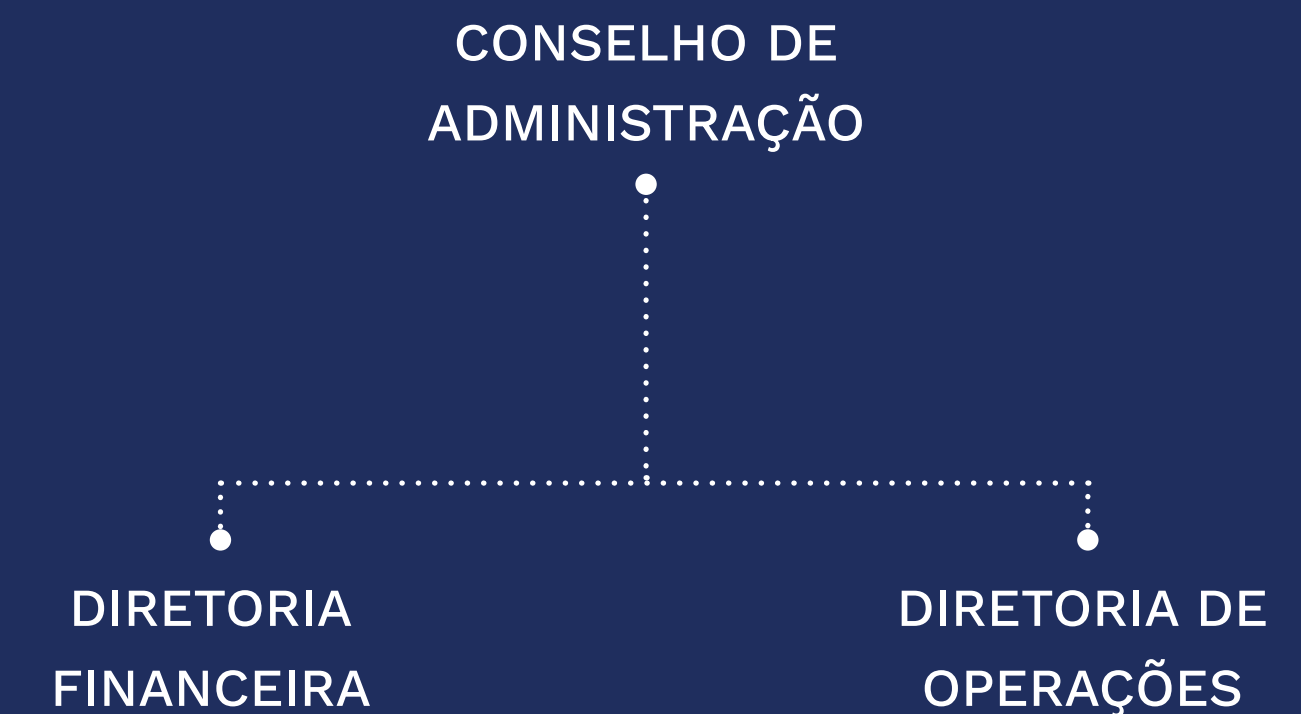 CONSELHO DE
ADMINISTRAÇÃO
DIRETORIA
FINANCEIRA
DIRETORIA DE
OPERAÇÕES